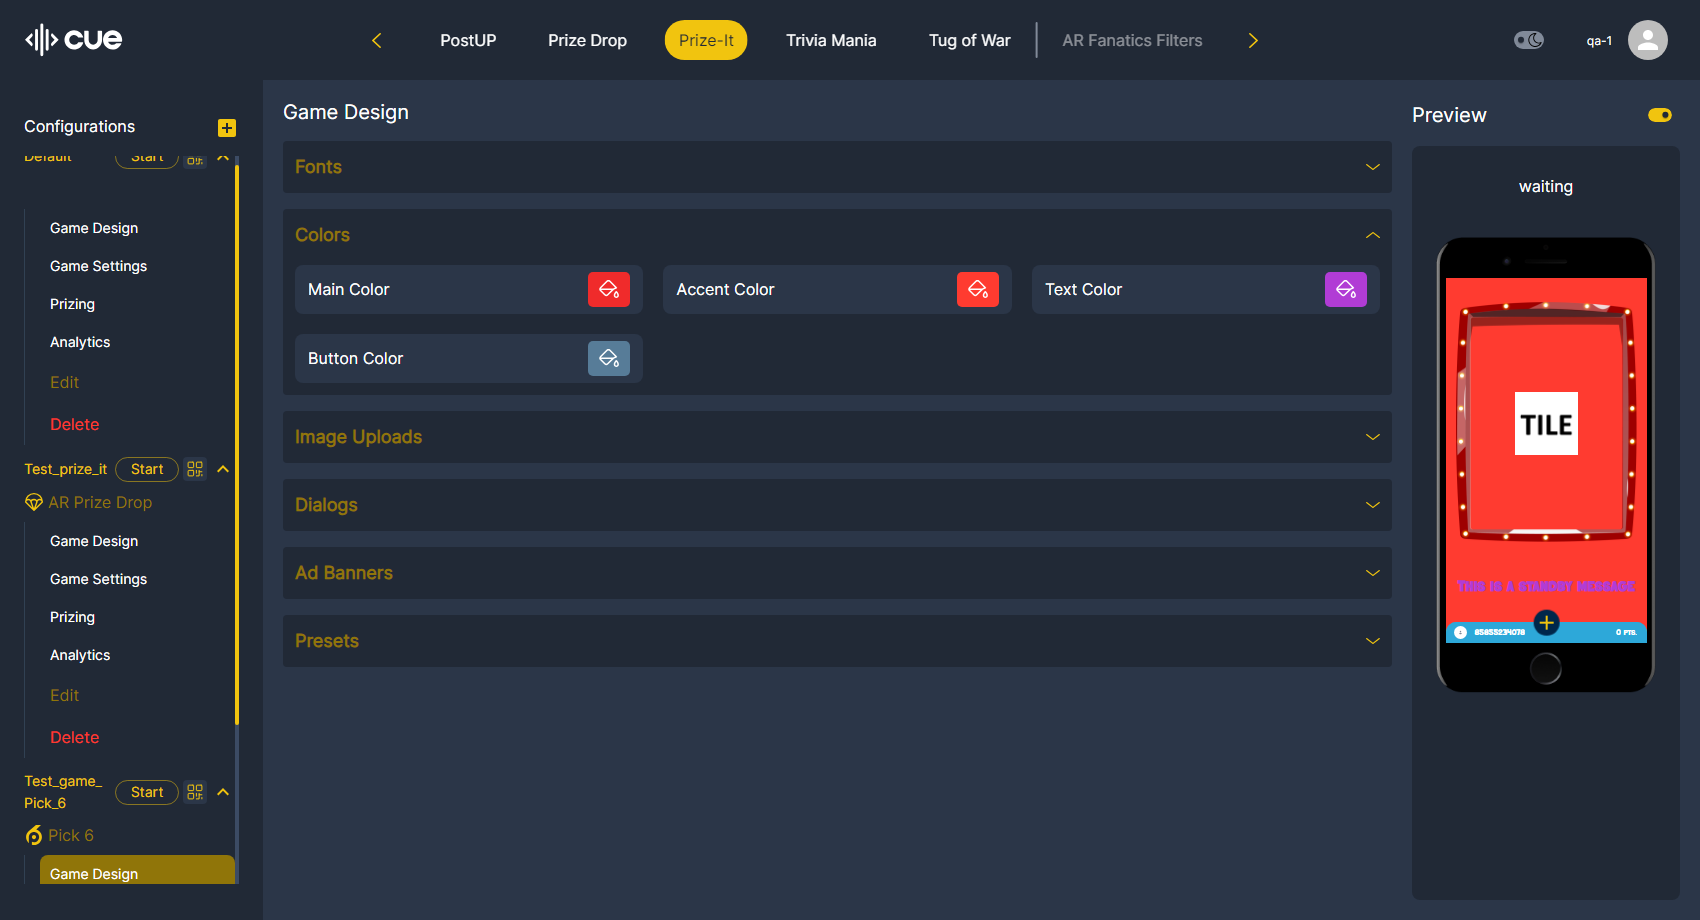 cue
PostUP
Prize Drop
Prize-It
Trivia Mania
Tug of War
AR Fanatics Filters
qa-1
Configurations
Default
Start
Game Design
Game Settings
Prizing
Analytics
Edit
Delete
Test_prize_it
Start
AR Prize Drop
Game Design
Game Settings
Prizing
Analytics
Edit
Delete
Test_game_
Pick_6
Start
Pick 6
Game Design
Game Design
Fonts
Colors
Main Color
Accent Color
Text Color
Button Color
Image Uploads
Dialogs
Ad Banners
Presets
Preview
waiting
TILE
This is a standby message
85655234078
0 PTS.